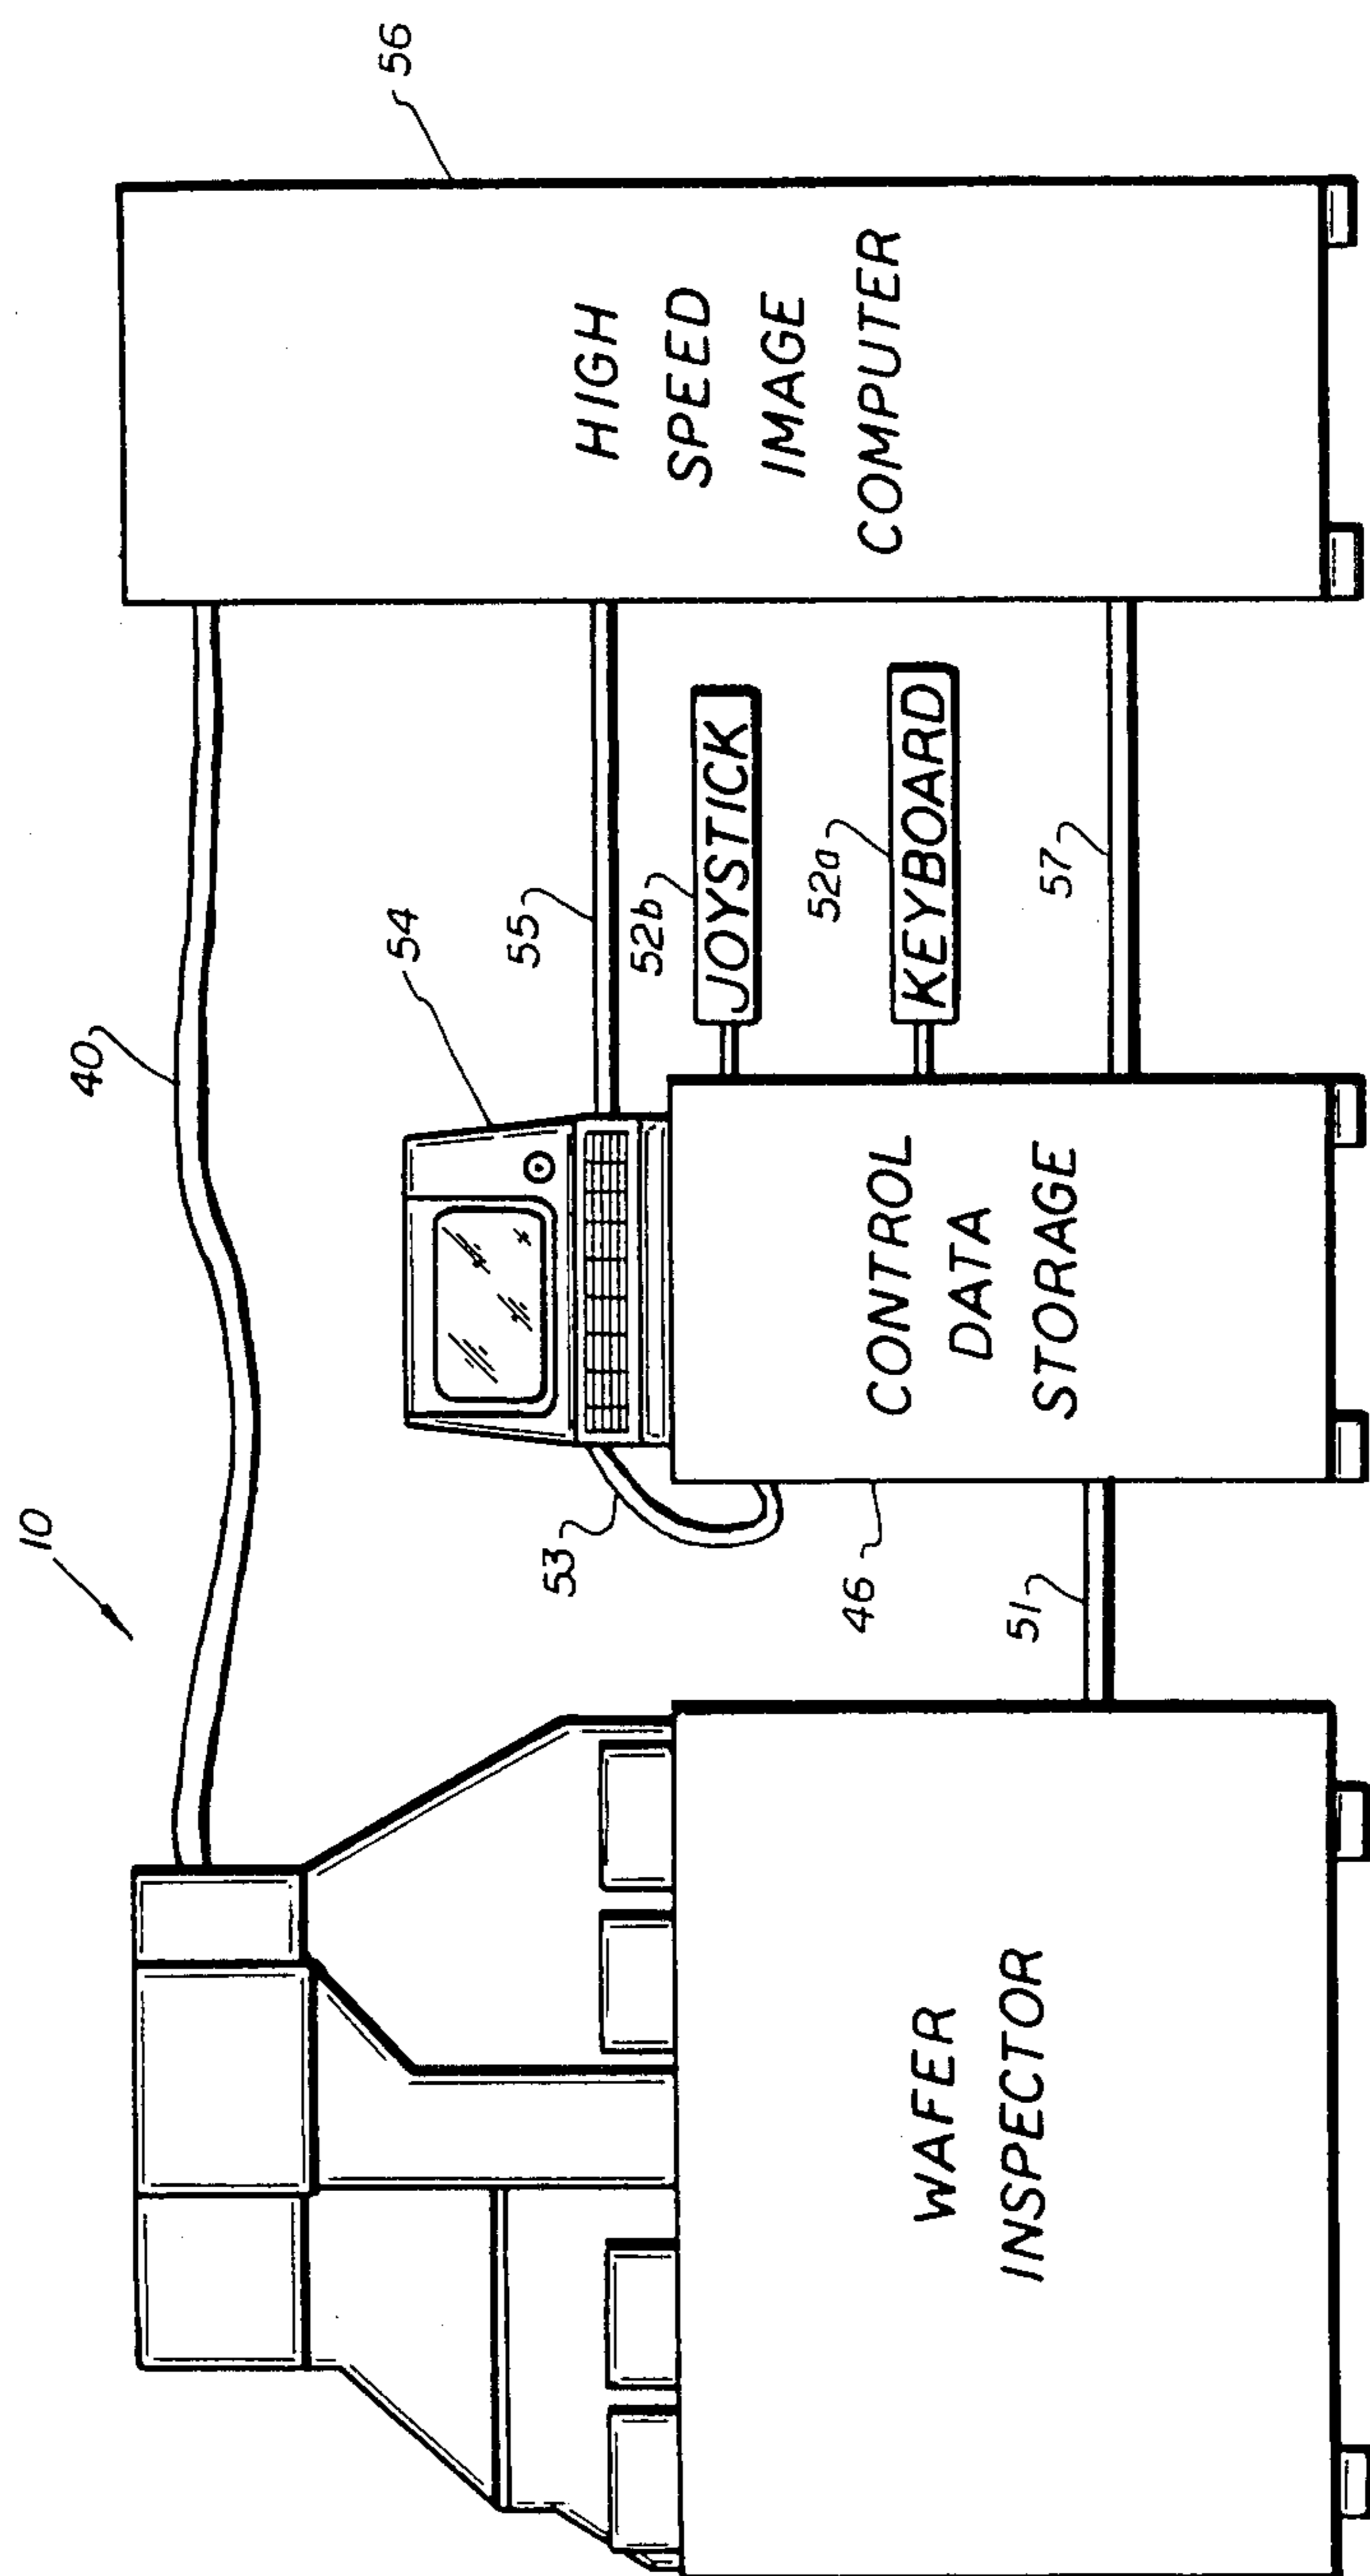 10
40
56
54
55
53
52b
JOYSTICK
52a
KEYBOARD
46
51
57
WAFER
INSPECTOR
CONTROL
DATA
STORAGE
HIGH
SPEED
IMAGE
COMPUTER